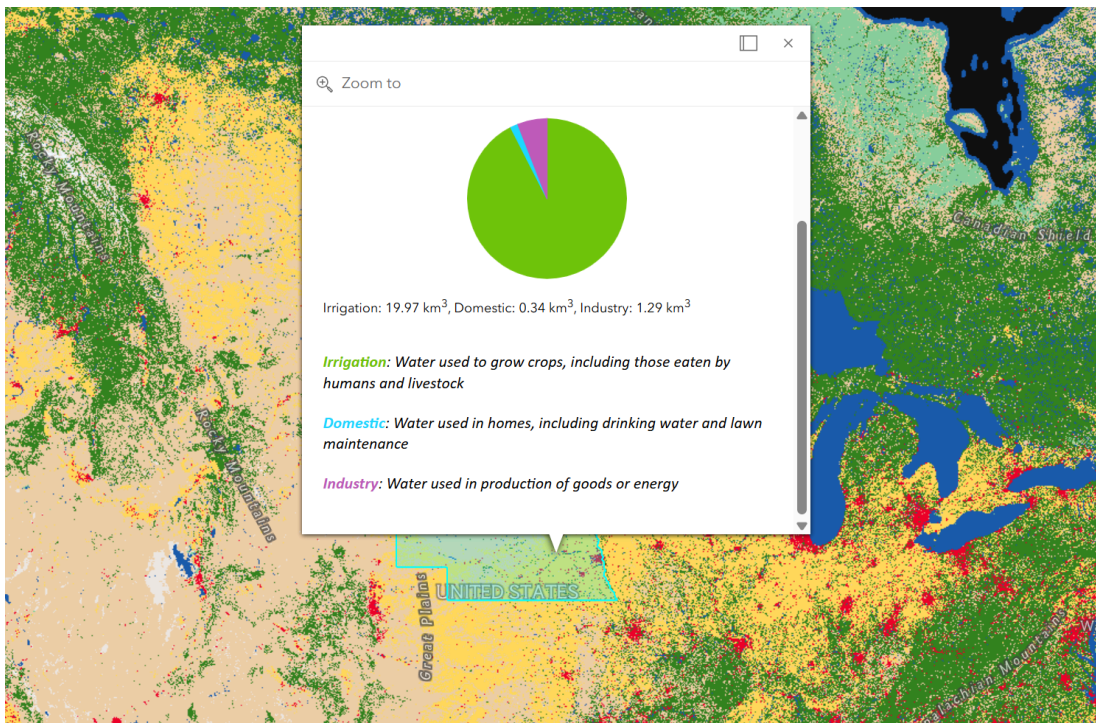 Can
Zoom to
Rocky Mountains
Canadian Shield
Irrigation: 19.97 km³, Domestic: 0.34 km³, Industry: 1.29 km³
Irrigation: Water used to grow crops, including those eaten by
humans and livestock
Domestic: Water used in homes, including drinking water and lawn
maintenance
Industry: Water used in production of goods or energy
Rocky Mountains
UNITED STATES
Great Plains
lachian Mountains
W